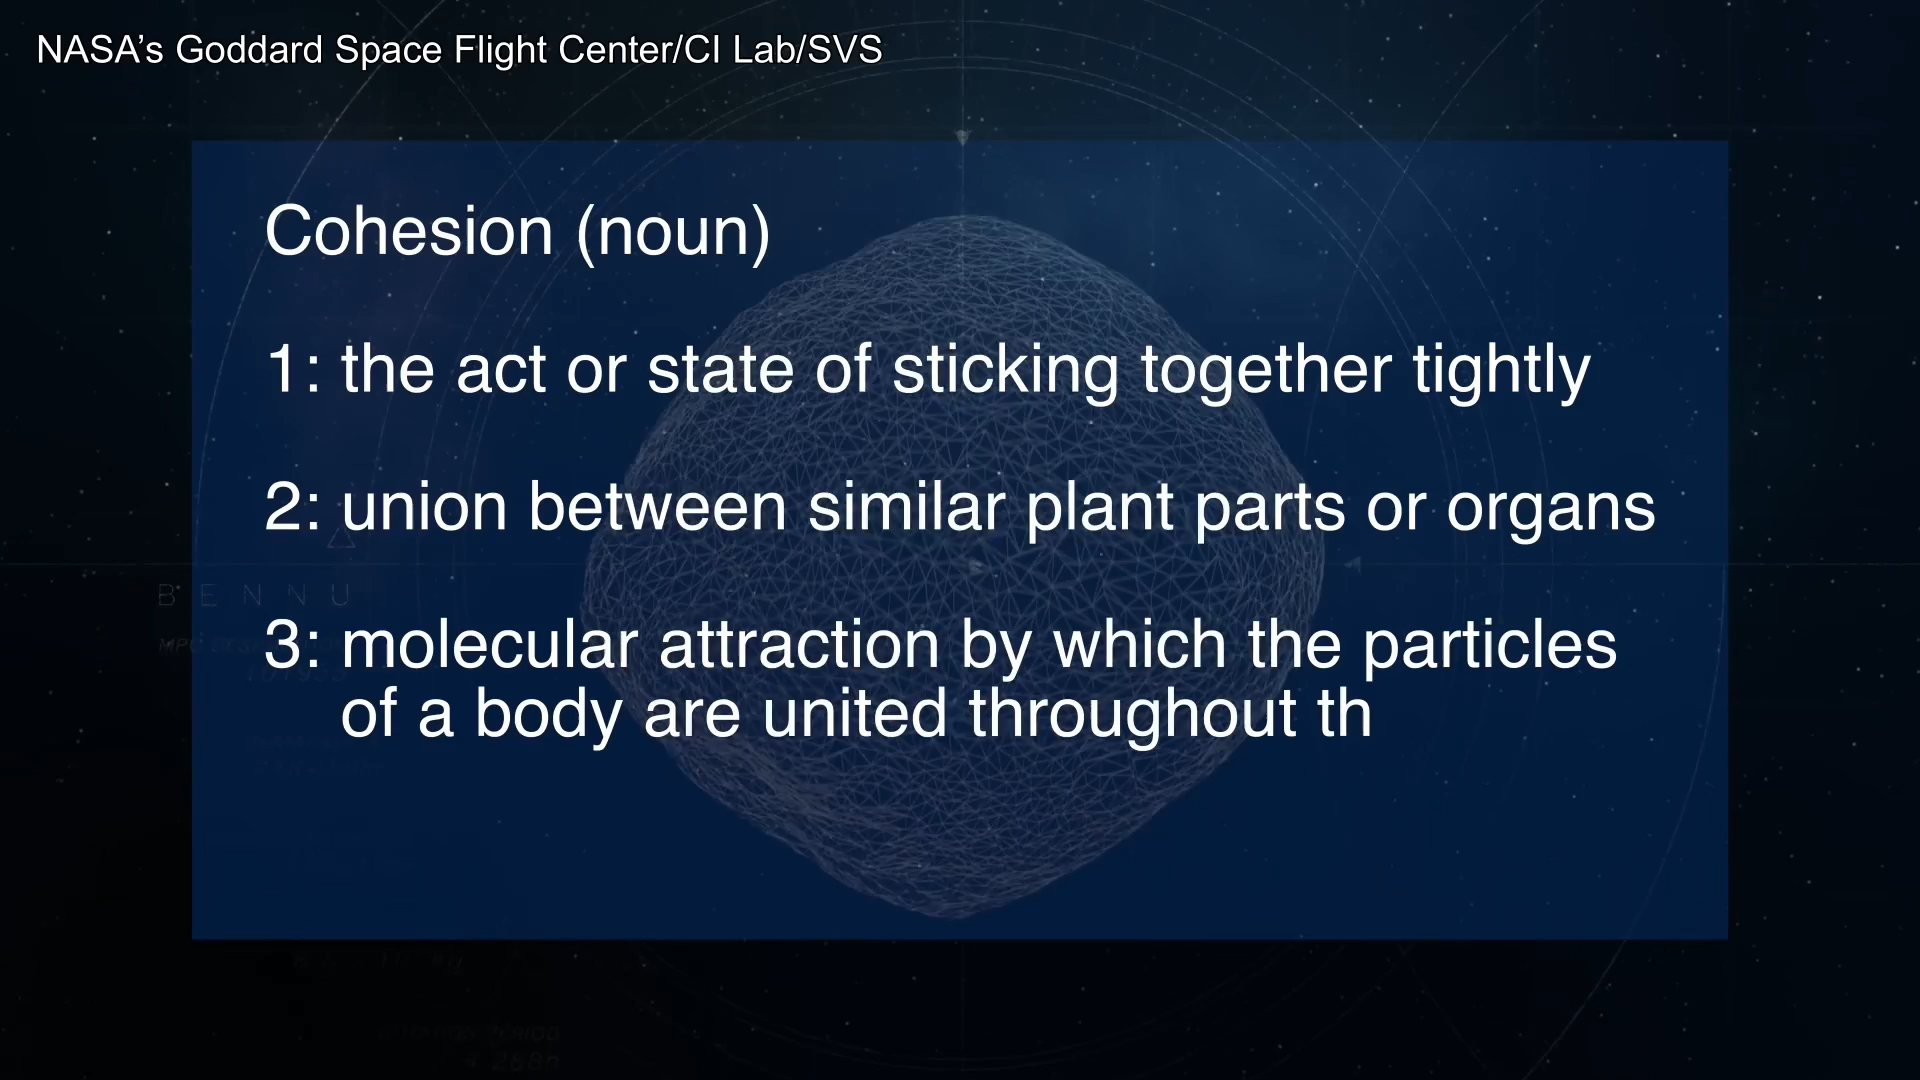 NASA’s Goddard Space Flight Center/CI Lab/SVS
Cohesion (noun)
1: the act or state of sticking together tightly
2: union between similar plant parts or organs
BENNU
3: molecular attraction by which the particles
of a body are united throughout th